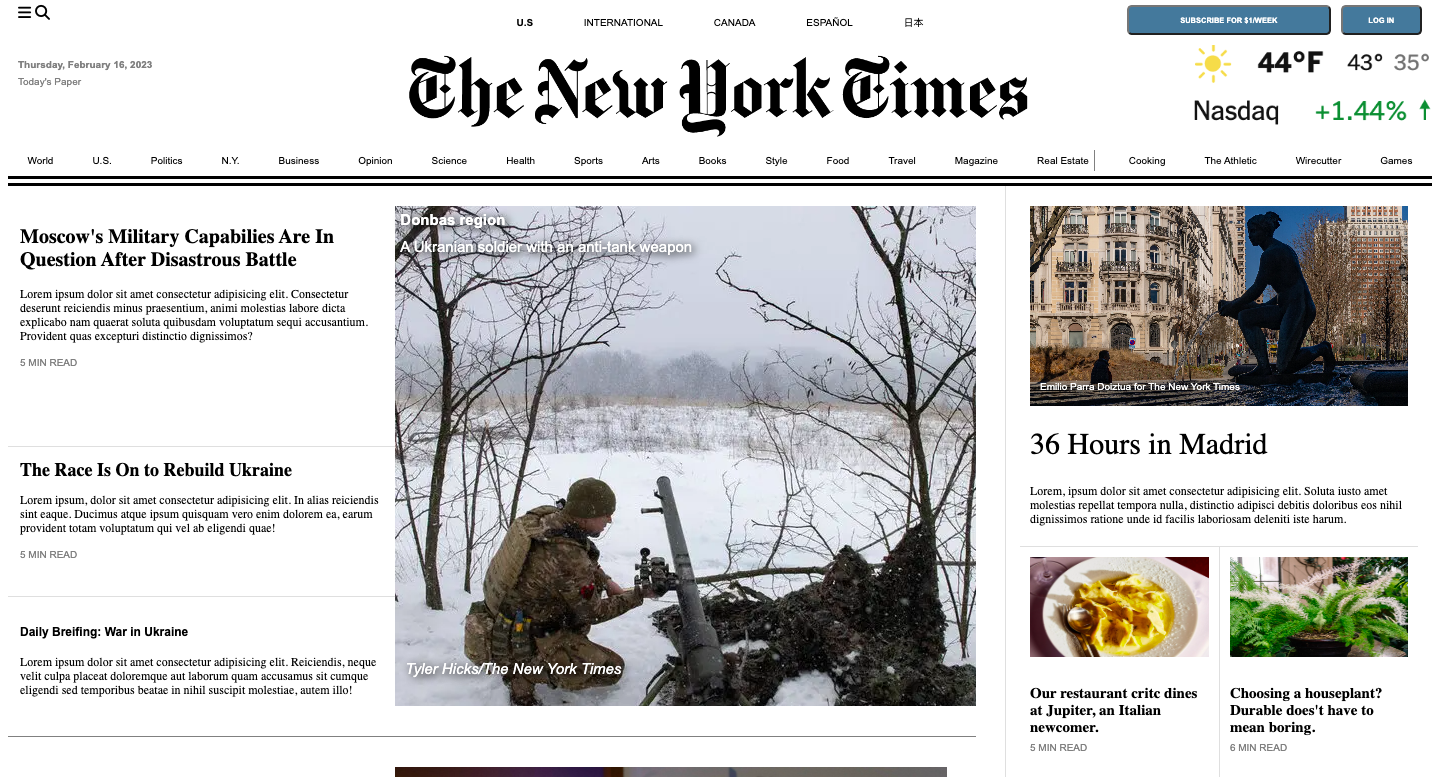 U.S INTERNATIONAL CANADA ESPAÑOL 日本
SUBSCRIBE FOR $1/WEEK LOG IN
Thursday, February 16, 2023
Today's Paper
The New York Times
44°F 43° 35°
Nasdaq +1.44% ↑
World U.S. Politics N.Y. Business Opinion Science Health Sports Arts Books Style Food Travel Magazine Real Estate Cooking The Athletic Wirecutter Games
Moscow's Military Capabilies Are In
Question After Disastrous Battle
Lorem ipsum dolor sit amet consectetur adipisicing elit. Consectetur
deserunt reiciendis minus praesentium, animi molestias labore dicta
explicabo nam quaerat soluta quibusdam voluptatum sequi accusantium.
Provident quas excepturi distinctio dignissimos?
5 MIN READ
The Race Is On to Rebuild Ukraine
Lorem ipsum, dolor sit amet consectetur adipisicing elit. In alias reiciendis
sint eaque. Ducimus atque ipsum quisquam vero enim dolorem ea, earum
provident totam voluptatum qui vel ab eligendi quae!
5 MIN READ
Daily Breifing: War in Ukraine
Lorem ipsum dolor sit amet consectetur adipisicing elit. Reiciendis, neque
velit culpa placeat doloremque aut laborum quam accusamus sit cumque
eligendi sed temporibus beatae in nihil suscipit molestiae, autem illo!
Donbas region
A Ukranian soldier with an anti-tank weapon
Tyler Hicks/The New York Times
Emilio Parra Doiztua for The New York Times
36 Hours in Madrid
Lorem, ipsum dolor sit amet consectetur adipisicing elit. Soluta iusto amet
molestias repellat tempora nulla, distinctio adipisci debitis doloribus eos nihil
dignissimos ratione unde id facilis laboriosam deleniti iste harum.
Our restaurant critc dines
at Jupiter, an Italian
newcomer.
5 MIN READ
Choosing a houseplant?
Durable does't have to
mean boring.
6 MIN READ